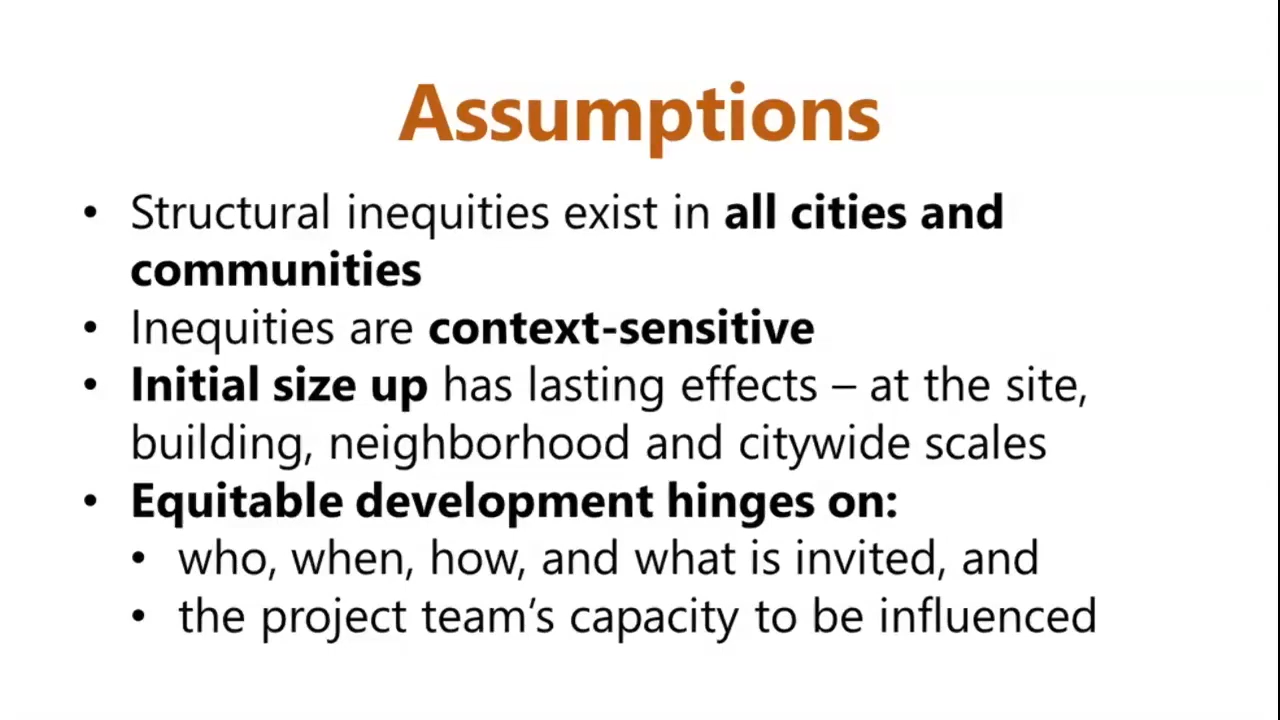 Assumptions
• Structural inequities exist in all cities and
communities
• Inequities are context-sensitive
• Initial size up has lasting effects – at the site,
building, neighborhood and citywide scales
• Equitable development hinges on:
• who, when, how, and what is invited, and
• the project team’s capacity to be influenced